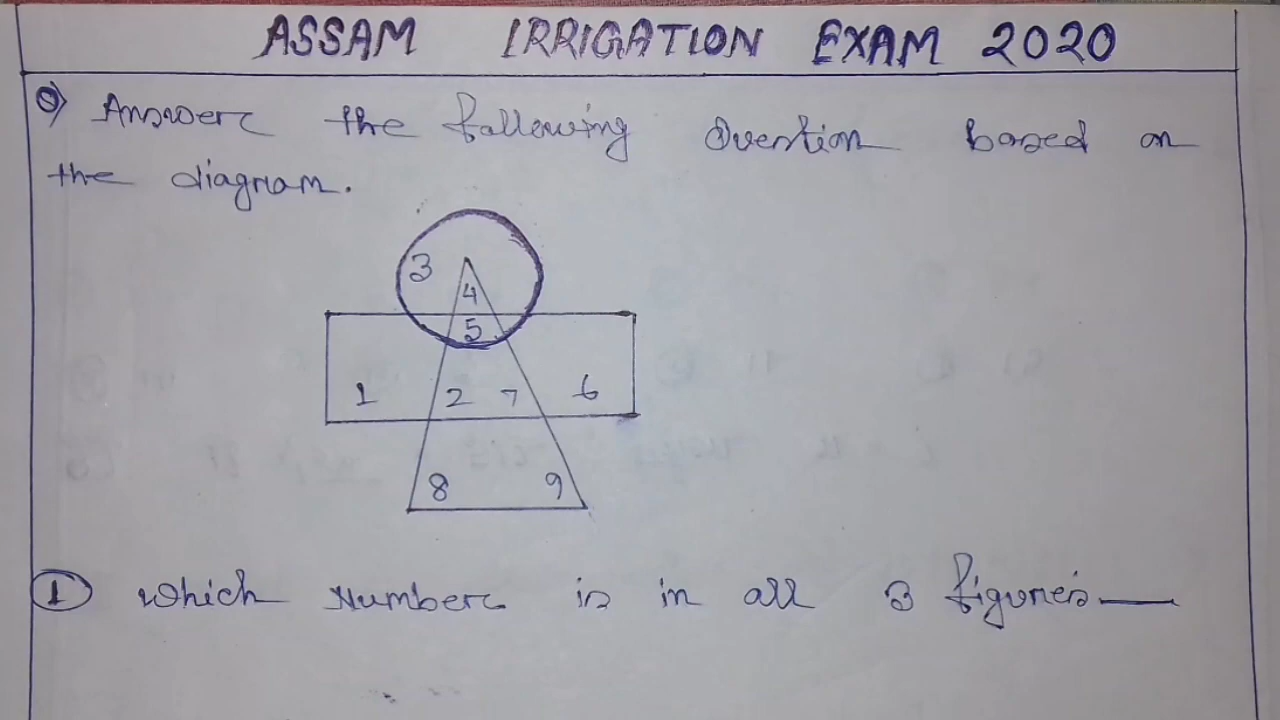 ASSAM IRRIGATION EXAM 2020
Q) Answer the following Question based on
the diagram.
3
4
5
1 2 7 6
8 9
1 Which Number is in all 3 figures —